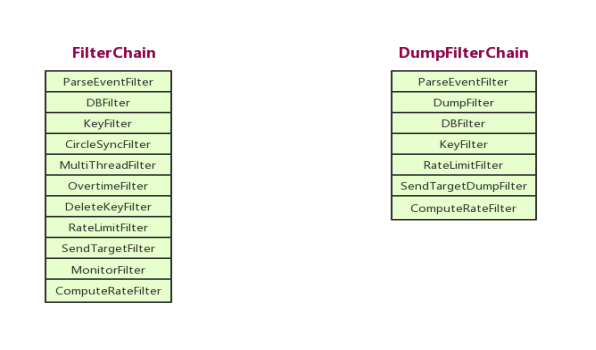 FilterChain
ParseEventFilter
DBFilter
KeyFilter
CircleSyncFilter
MultiThreadFilter
OvertimeFilter
DeleteKeyFilter
RateLimitFilter
SendTargetFilter
MonitorFilter
ComputeRateFilter
DumpFilterChain
ParseEventFilter
DumpFilter
DBFilter
KeyFilter
RateLimitFilter
SendTargetDumpFilter
ComputeRateFilter